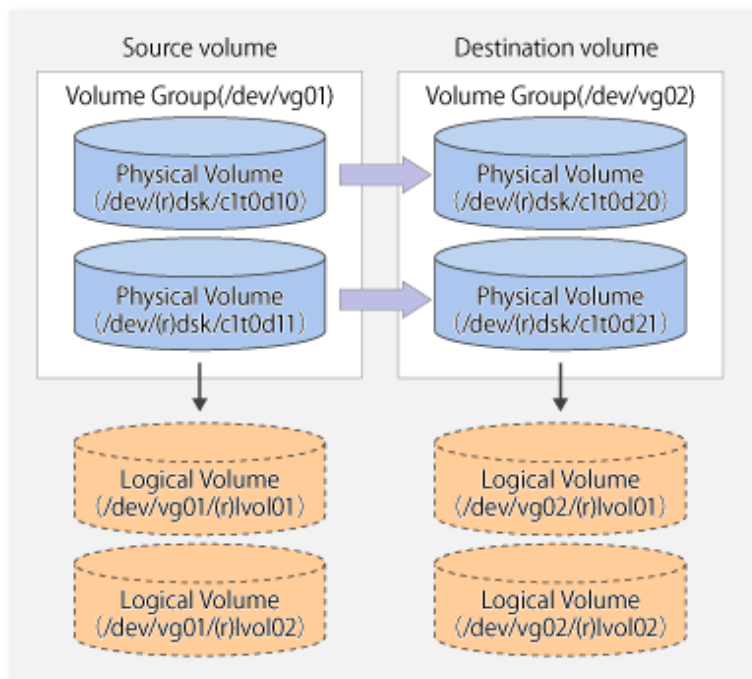 Source volume
Destination volume
Volume Group(/dev/vg01)
Volume Group(/dev/vg02)
Physical Volume
(/dev/(r)dsk/c1t0d10)
Physical Volume
(/dev/(r)dsk/c1t0d20)
Physical Volume
(/dev/(r)dsk/c1t0d11)
Physical Volume
(/dev/(r)dsk/c1t0d21)
Logical Volume
(/dev/vg01/(r)lvol01)
Logical Volume
(/dev/vg02/(r)lvol01)
Logical Volume
(/dev/vg01/(r)lvol02)
Logical Volume
(/dev/vg02/(r)lvol02)